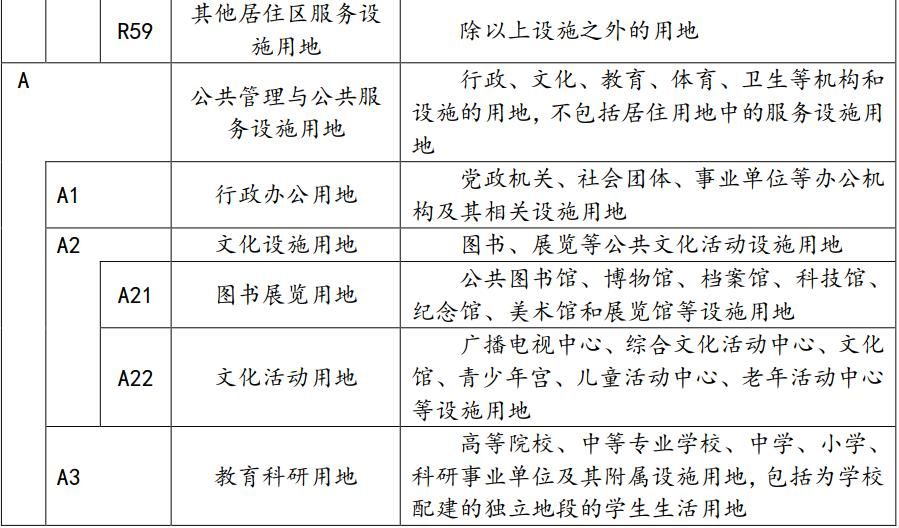 R59
其他居住区服务设
施用地
除以上设施之外的用地
A
公共管理与公共服
务设施用地
行政、文化、教育、体育、卫生等机构和
设施的用地，不包括居住用地中的服务设施用
地
A1
行政办公用地
党政机关、社会团体、事业单位等办公机
构及其相关设施用地
A2
文化设施用地
图书、展览等公共文化活动设施用地
A21
图书展览用地
公共图书馆、博物馆、档案馆、科技馆、
纪念馆、美术馆和展览馆等设施用地
A22
文化活动用地
广播电视中心、综合文化活动中心、文化
馆、青少年宫、儿童活动中心、老年活动中心
等设施用地
A3
教育科研用地
高等院校、中等专业学校、中学、小学、
科研事业单位及其附属设施用地，包括为学校
配建的独立地段的学生生活用地